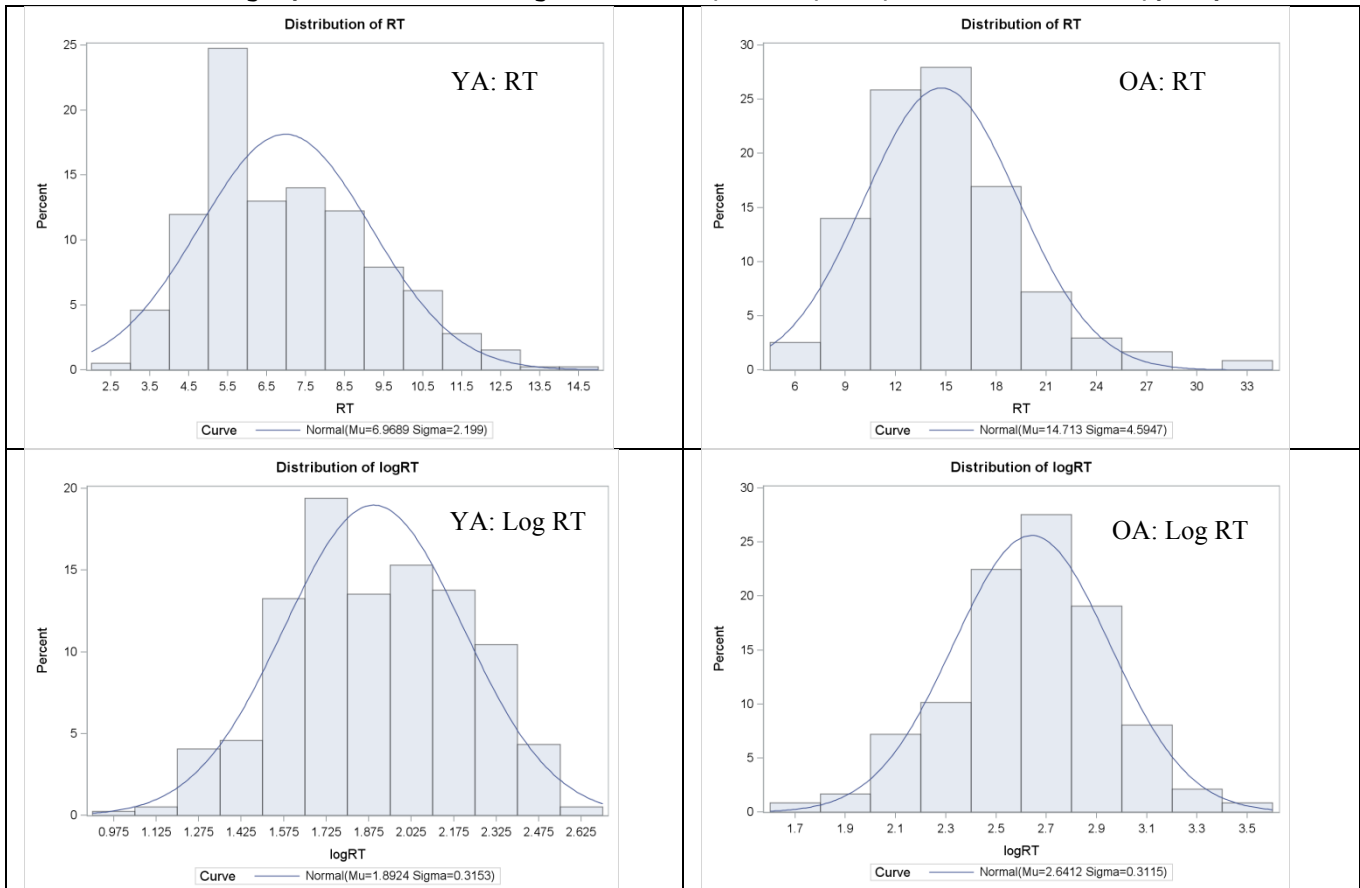 Distribution of RT
YA: RT
25
20
15
10
5
0
Percent
2.5 3.5 4.5 5.5 6.5 7.5 8.5 9.5 10.5 11.5 12.5 13.5 14.5
RT
Curve Normal(Mu=6.9689 Sigma=2.199)
Distribution of RT
OA: RT
30
25
20
15
10
5
0
Percent
6 9 12 15 18 21 24 27 30 33
RT
Curve Normal(Mu=14.713 Sigma=4.5947)
Distribution of logRT
YA: Log RT
20
15
10
5
0
Percent
0.975 1.125 1.275 1.425 1.575 1.725 1.875 2.025 2.175 2.325 2.475 2.625
logRT
Curve Normal(Mu=1.8924 Sigma=0.3153)
Distribution of logRT
OA: Log RT
30
25
20
15
10
5
0
Percent
1.7 1.9 2.1 2.3 2.5 2.7 2.9 3.1 3.3 3.5
logRT
Curve Normal(Mu=2.6412 Sigma=0.3115)